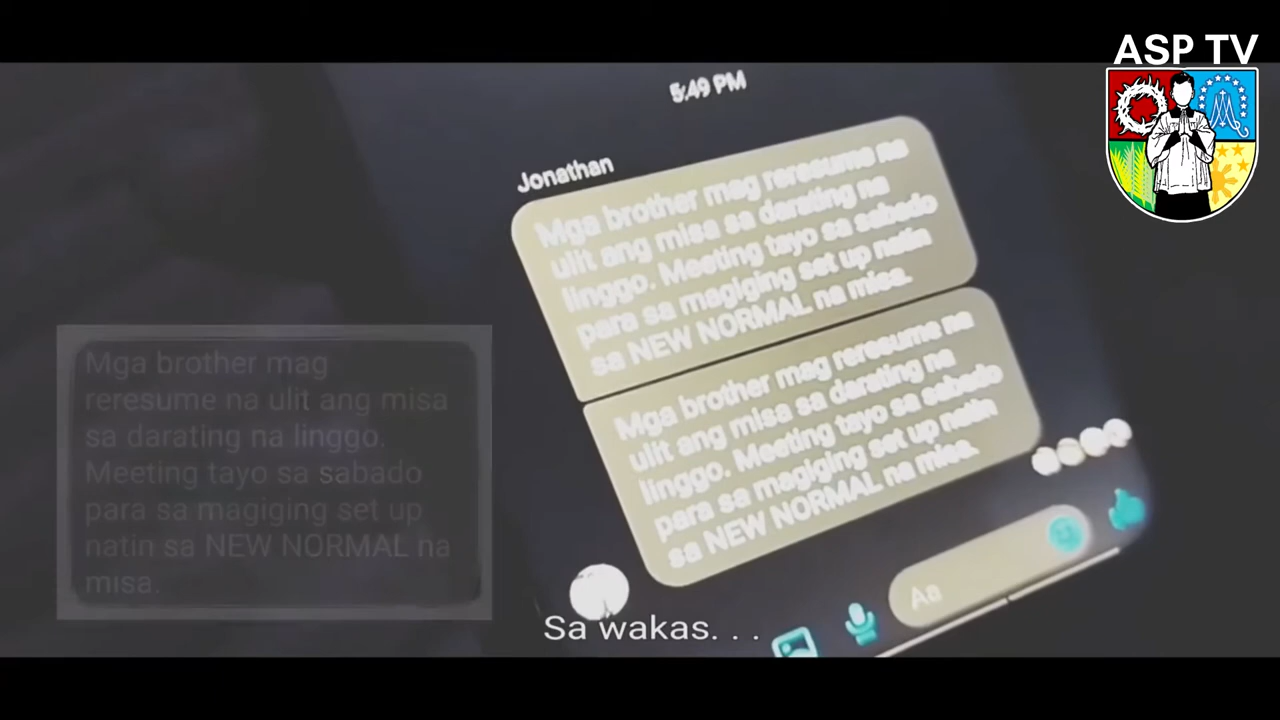 ASP TV
5:49 PM
Jonathan
Mga brother mag reresume na
ulit ang misa sa darating na
linggo. Meeting tayo sa sabado
para sa magiging set up natin
sa NEW NORMAL na misa.
Mga brother mag reresume na
ulit ang misa sa darating na
linggo. Meeting tayo sa sabado
para sa magiging set up natin
sa NEW NORMAL na misa.
Mga brother mag
reresume na ulit ang misa
sa darating na linggo.
Meeting tayo sa sabado
para sa magiging set up
natin sa NEW NORMAL na
misa.
Aa
Sa wakas. . .